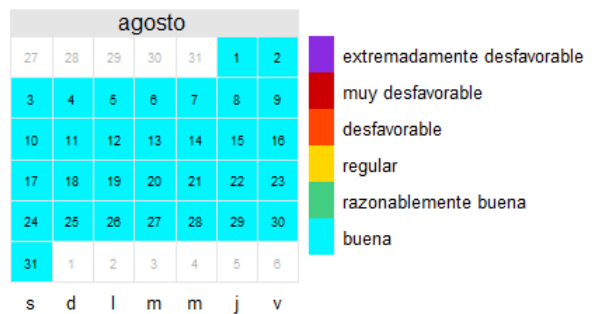 agosto
27 28 29 30 31 1 2
3 4 5 6 7 8 9
10 11 12 13 14 15 16
17 18 19 20 21 22 23
24 25 26 27 28 29 30
31 1 2 3 4 5 6
s d l m m j v
extremadamente desfavorable
muy desfavorable
desfavorable
regular
razonablemente buena
buena